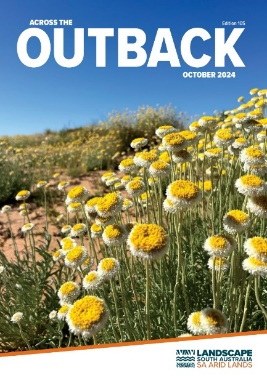 ACROSS THE
Edition 105
OUTBACK
OCTOBER 2024
LANDSCAPE
SOUTH AUSTRALIA
SA ARID LANDS